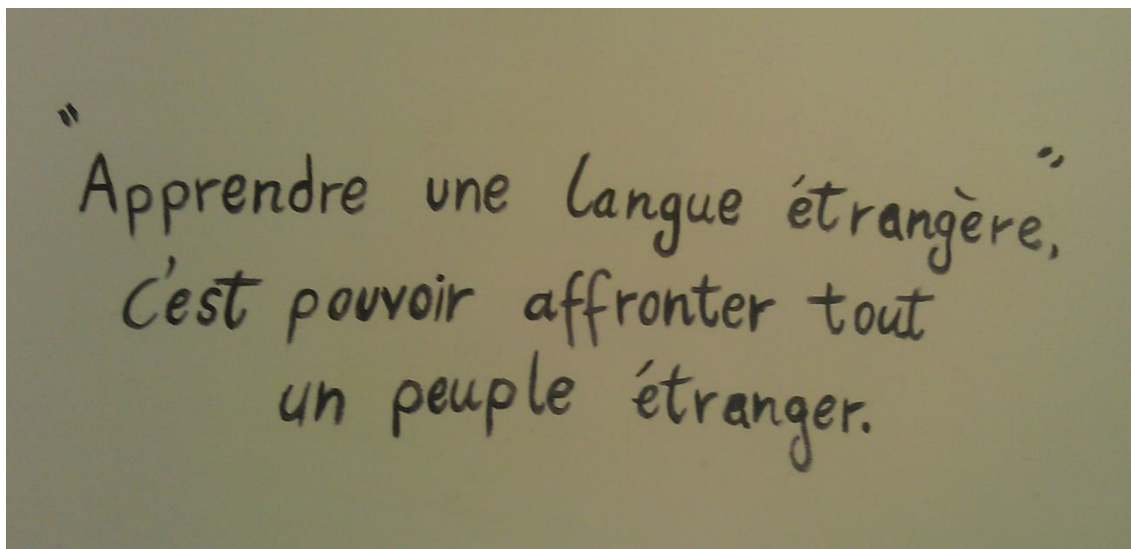 "Apprendre une langue étrangère,"
c'est pouvoir affronter tout
un peuple étranger.